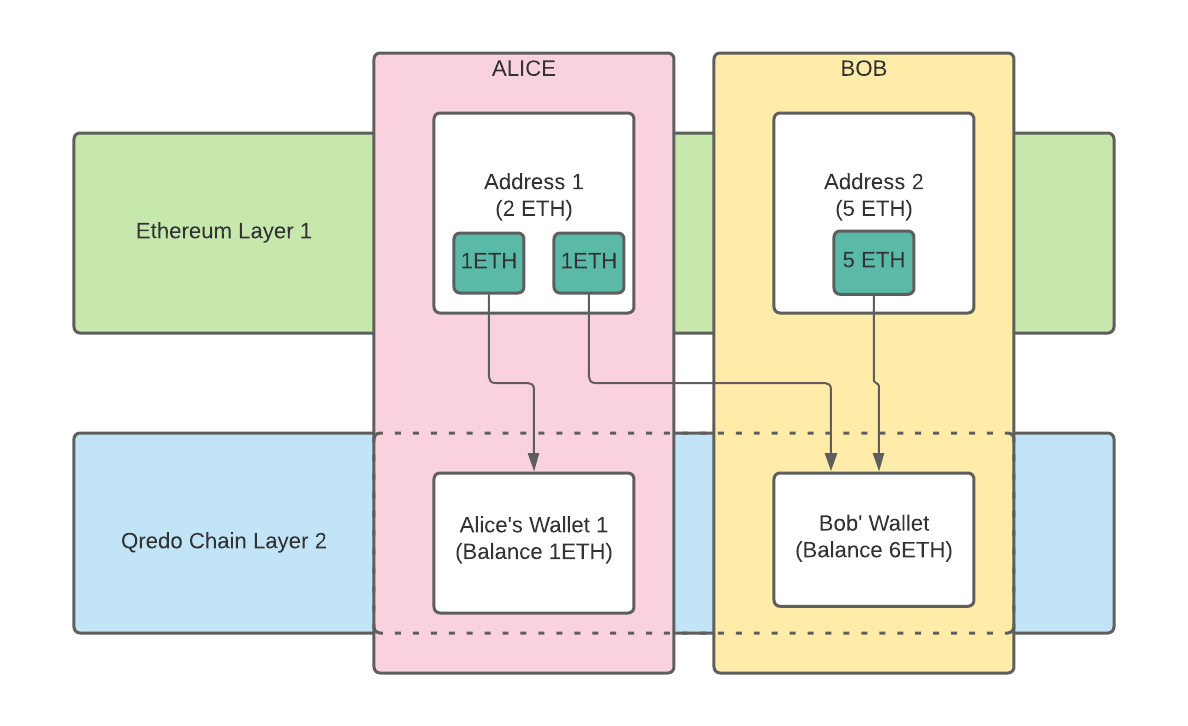 ALICE
BOB
Ethereum Layer 1
Address 1
(2 ETH)
1ETH
1ETH
Address 2
(5 ETH)
5 ETH
Qredo Chain Layer 2
Alice's Wallet 1
(Balance 1ETH)
Bob' Wallet
(Balance 6ETH)